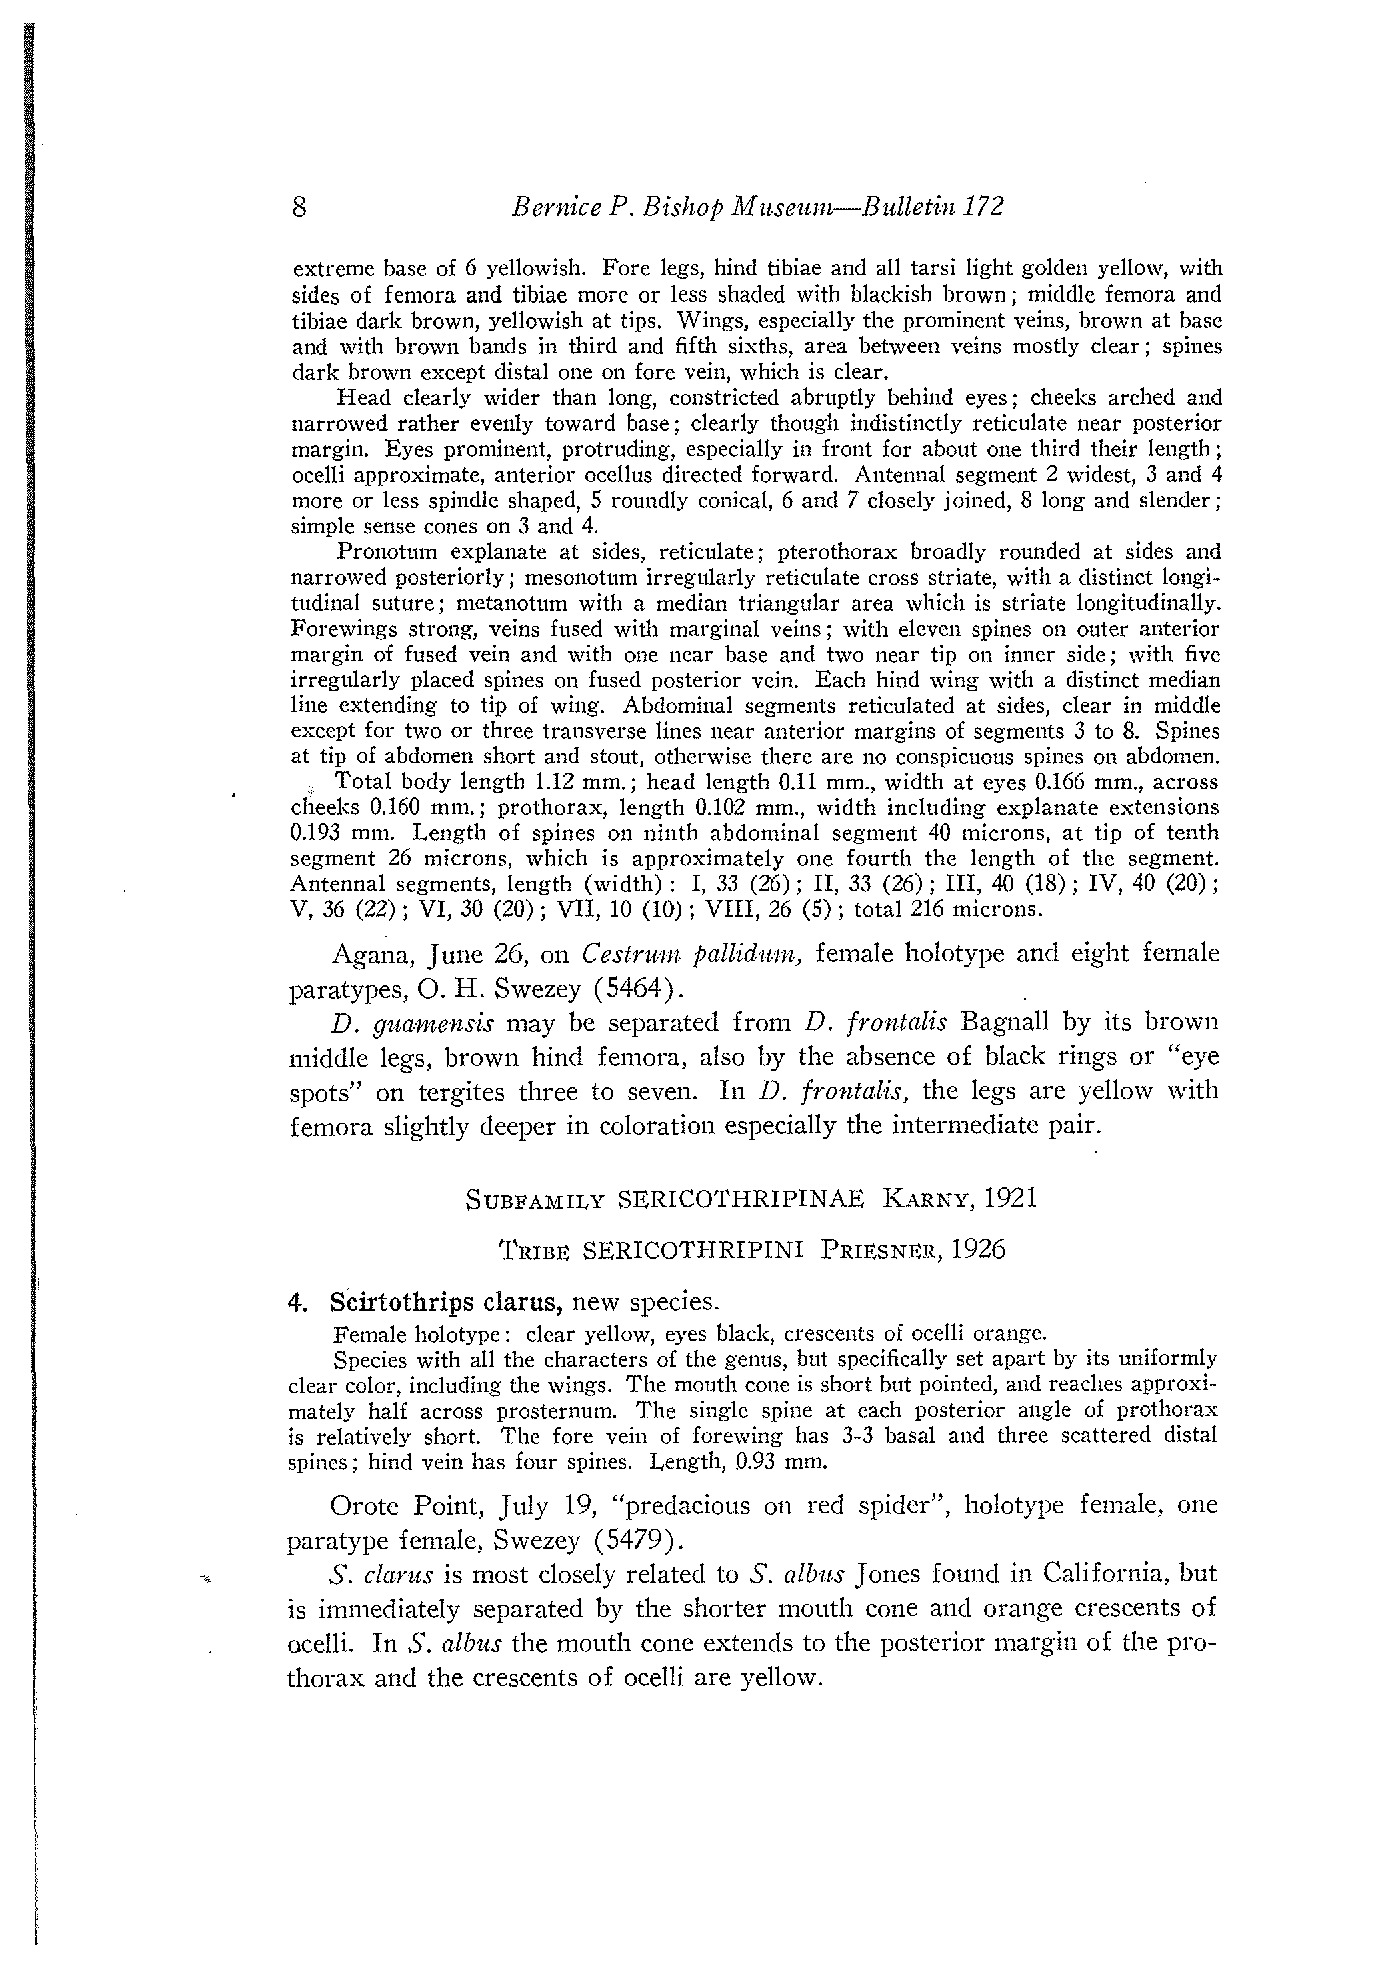 8 Bernice P. Bishop Museum—Bulletin 172
extreme base of 6 yellowish. Fore legs, hind tibiae and all tarsi light golden yellow, with
sides of femora and tibiae more or less shaded with blackish brown; middle femora and
tibiae dark brown, yellowish at tips. Wings, especially the prominent veins, brown at base
and with brown bands in third and fifth sixths, area between veins mostly clear; spines
dark brown except distal one on fore vein, which is clear.
Head clearly wider than long, constricted abruptly behind eyes; cheeks arched and
narrowed rather evenly toward base; clearly though indistinctly reticulate near posterior
margin. Eyes prominent, protruding, especially in front for about one third their length;
ocelli approximate, anterior ocellus directed forward. Antennal segment 2 widest, 3 and 4
more or less spindle shaped, 5 roundly conical, 6 and 7 closely joined, 8 long and slender;
simple sense cones on 3 and 4.
Pronotum explanate at sides, reticulate; pterothorax broadly rounded at sides and
narrowed posteriorly; mesonotum irregularly reticulate cross striate, with a distinct longi-
tudinal suture; metanotum with a median triangular area which is striate longitudinally.
Forewings strong, veins fused with marginal veins; with eleven spines on outer anterior
margin of fused vein and with one near base and two near tip on inner side; with five
irregularly placed spines on fused posterior vein. Each hind wing with a distinct median
line extending to tip of wing. Abdominal segments reticulated at sides, clear in middle
except for two or three transverse lines near anterior margins of segments 3 to 8. Spines
at tip of abdomen short and stout, otherwise there are no conspicuous spines on abdomen.
Total body length 1.12 mm.; head length 0.11 mm., width at eyes 0.166 mm., across
cheeks 0.160 mm.; prothorax, length 0.102 mm., width including explanate extensions
0.193 mm. Length of spines on ninth abdominal segment 40 microns, at tip of tenth
segment 26 microns, which is approximately one fourth the length of the segment.
Antennal segments, length (width): I, 33 (26); II, 33 (26); III, 40 (18); IV, 40 (20);
V, 36 (22); VI, 30 (20); VII, 10 (10); VIII, 26 (5); total 216 microns.
Agana, June 26, on Cestrum pallidum, female holotype and eight female
paratypes, O. H. Swezey (5464).
D. guamensis may be separated from D. frontalis Bagnall by its brown
middle legs, brown hind femora, also by the absence of black rings or “eye
spots” on tergites three to seven. In D. frontalis, the legs are yellow with
femora slightly deeper in coloration especially the intermediate pair.
SUBFAMILY SERICOTHRIPINAE KARNY, 1921
TRIBE SERICOTHRIPINI PRIESNER, 1926
4. Scirtothrips clarus, new species.
Female holotype: clear yellow, eyes black, crescents of ocelli orange.
Species with all the characters of the genus, but specifically set apart by its uniformly
clear color, including the wings. The mouth cone is short but pointed, and reaches approxi-
mately half across prosternum. The single spine at each posterior angle of prothorax
is relatively short. The fore vein of forewing has 3-3 basal and three scattered distal
spines; hind vein has four spines. Length, 0.93 mm.
Orote Point, July 19, “predacious on red spider”, holotype female, one
paratype female, Swezey (5479).
S. clarus is most closely related to S. albus Jones found in California, but
is immediately separated by the shorter mouth cone and orange crescents of
ocelli. In S. albus the mouth cone extends to the posterior margin of the pro-
thorax and the crescents of ocelli are yellow.